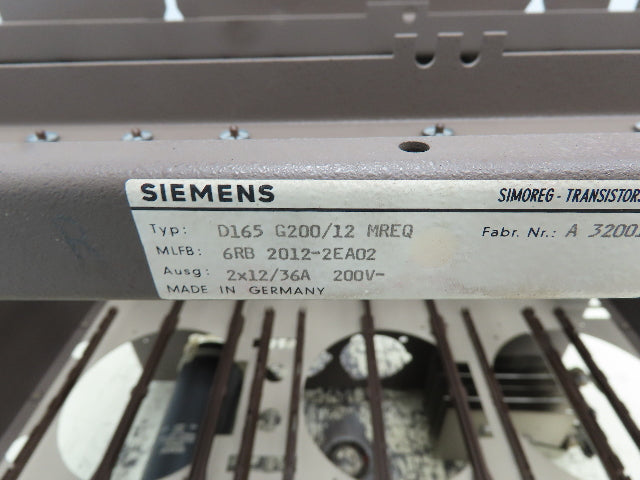 SIEMENS SIMOREG - TRANSISTORS
Typ: D165 G200/12 MREQ Fabr. Nr.: A 3200
MLFB: 6RB 2012-2EA02
Ausg: 2x12/36A 200V-
MADE IN GERMANY